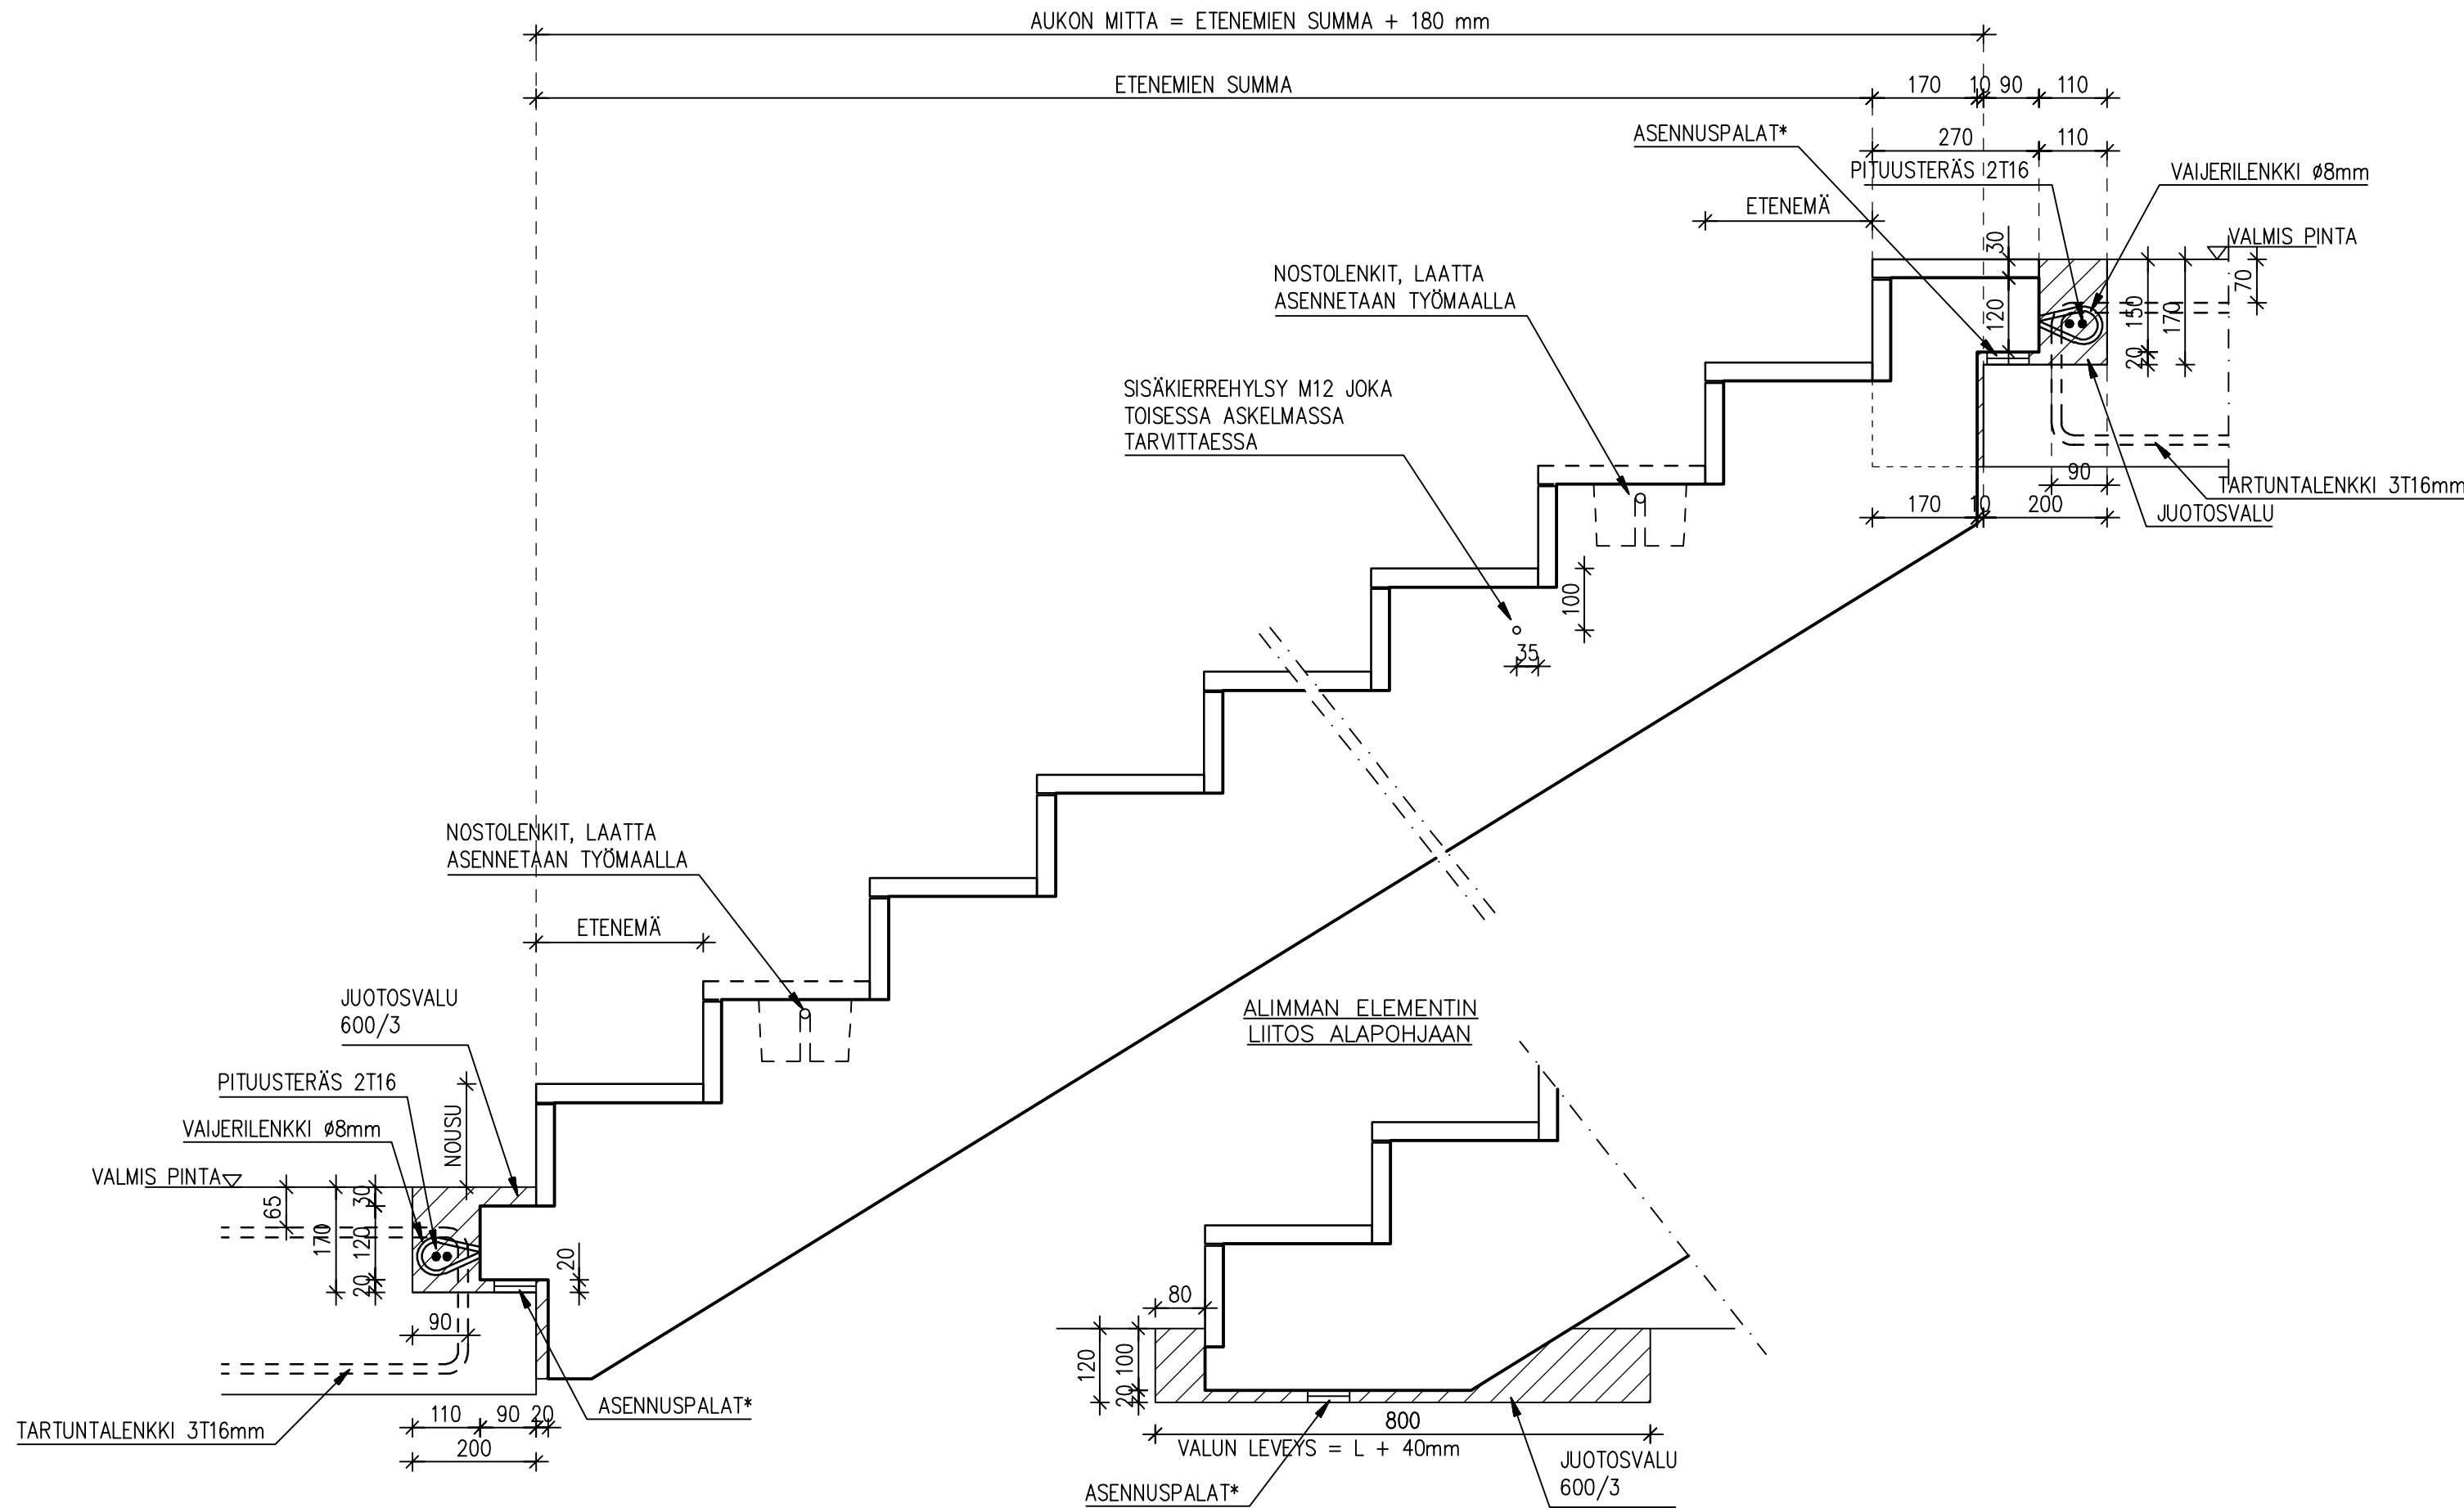 AUKON MITTA = ETENEMIEN SUMMA + 180 mm
ETENEMIEN SUMMA
170
10
90
110
ASENNUSPALAT*
270
110
PITUUSTERÄS 2T16
VAIJERILENKKI ø8mm
ETENEMÄ
VALMIS PINTA
30
120
150
20
170
70
NOSTOLENKIT, LAATTA
ASENNETAAN TYÖMAALLA
SISÄKIERREHYLSY M12 JOKA
TOISESSA ASKELMASSA
TARVITTAESSA
90
TARTUNTALENKKI 3T16mm
170
10
200
JUOTOSVALU
100
35
NOSTOLENKIT, LAATTA
ASENNETAAN TYÖMAALLA
ETENEMÄ
JUOTOSVALU
600/3
PITUUSTERÄS 2T16
NOUSU
VAIJERILENKKI ø8mm
VALMIS PINTA
65
170
30
120
20
20
90
ASENNUSPALAT*
110
90
20
TARTUNTALENKKI 3T16mm
200
ALIMMAN ELEMENTIN
LIITOS ALAPOHJAAN
80
120
100
20
800
VALUN LEVEYS = L + 40mm
JUOTOSVALU
600/3
ASENNUSPALAT*